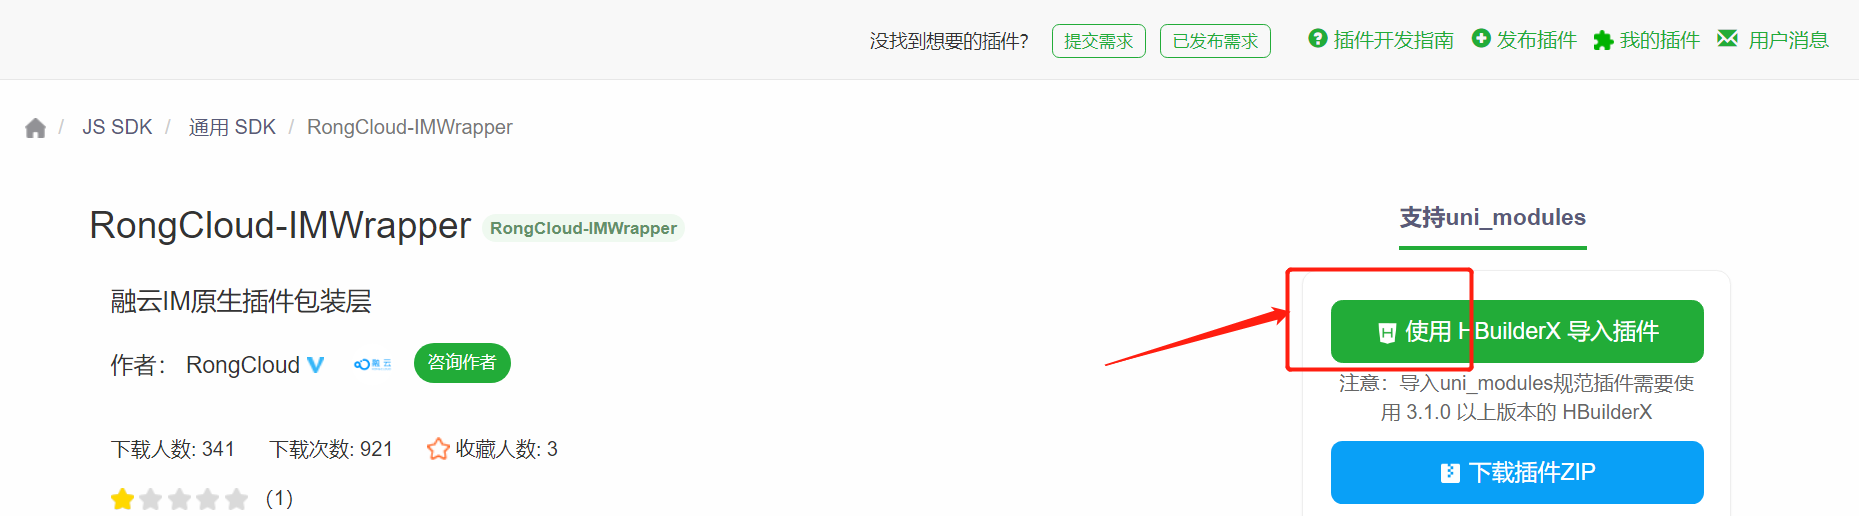 没找到想要的插件? 提交需求 已发布需求 插件开发指南 发布插件 我的插件 用户消息
/ JS SDK / 通用 SDK / RongCloud-IMWrapper
支持uni_modules
RongCloud-IMWrapper RongCloud-IMWrapper
融云IM原生插件包装层
使用 HBuilderX 导入插件
作者： RongCloud 融云 咨询作者
注意：导入uni_modules规范插件需要使
用 3.1.0 以上版本的 HBuilderX
下载人数: 341 下载次数: 921 收藏人数: 3
下载插件ZIP
(1)